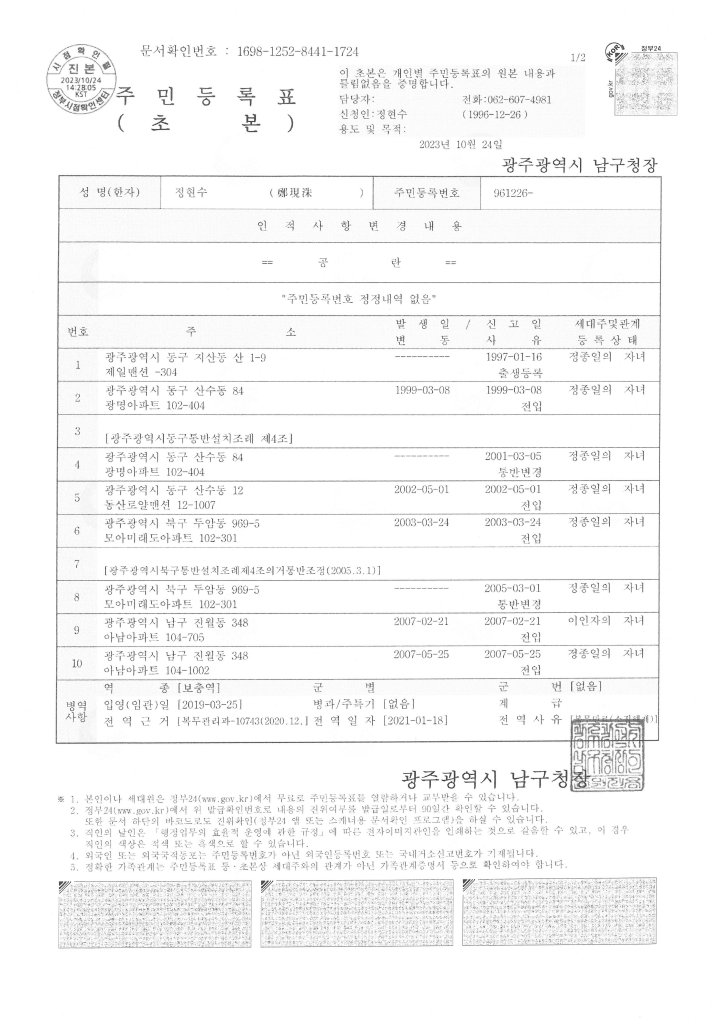 문서확인번호 : 1698-1252-8441-1724
1/2
정부24
시점확인필
진본
2023/10/24
14:28:05
KST
정부시점확인센터
주 민 등 록 표
( 초 본 )
이 초본은 개인별 주민등록표의 원본 내용과
틀림없음을 증명합니다.
담당자: 전화:062-607-4981
신청인:정현수 (1996-12-26)
용도 및 목적:
2023년 10월 24일
광주광역시 남구청장
성 명(한자) 정현수 (鄭現洙) 주민등록번호 961226-
인 적 사 항 변 경 내 용
== 공 란 ==
"주민등록번호 정정내역 없음"
번호 주 소 발 생 일 / 신 고 일 세대주및관계
변 동 사 유 등 록 상 태
1 광주광역시 동구 지산동 산 1-9 ---------- 1997-01-16 정종일의 자녀
제일맨션 -304 출생등록
2 광주광역시 동구 산수동 84 1999-03-08 1999-03-08 정종일의 자녀
광명아파트 102-404 전입
3 [광주광역시동구통반설치조례 제4조]
4 광주광역시 동구 산수동 84 ---------- 2001-03-05 정종일의 자녀
광명아파트 102-404 통반변경
5 광주광역시 동구 산수동 12 2002-05-01 2002-05-01 정종일의 자녀
동산로얄맨션 12-1007 전입
6 광주광역시 북구 두암동 969-5 2003-03-24 2003-03-24 정종일의 자녀
모아미래도아파트 102-301 전입
7 [광주광역시북구통반설치조례제4조의거통반조정(2005.3.1)]
8 광주광역시 북구 두암동 969-5 ---------- 2005-03-01 정종일의 자녀
모아미래도아파트 102-301 통반변경
9 광주광역시 남구 진월동 348 2007-02-21 2007-02-21 이인자의 자녀
아남아파트 104-705 전입
10 광주광역시 남구 진월동 348 2007-05-25 2007-05-25 정종일의 자녀
아남아파트 104-1002 전입
병역사항 역 종 [보충역] 군 별 군 번 [없음]
입영(임관)일 [2019-03-25] 병과/주특기 [없음] 계 급
전 역 근 거 [복무관리과-10743(2020.12.] 전 역 일 자 [2021-01-18] 전 역 사 유
광주광역시 남구청장
※ 1. 본인이나 세대원은 정부24(www.gov.kr)에서 무료로 주민등록표를 열람하거나 교부받을 수 있습니다.
2. 정부24(www.gov.kr)에서 위 발급확인번호로 내용의 진위여부를 발급일로부터 90일간 확인할 수 있습니다.
또한 문서 하단의 바코드로도 진위확인(정부24 앱 또는 스캐너용 문서확인 프로그램)을 하실 수 있습니다.
3. 직인의 날인은 「행정업무의 효율적 운영에 관한 규정」에 따른 전자이미지관인을 인쇄하는 것으로 갈음할 수 있고, 이 경우
직인의 색상은 적색 또는 흑색으로 할 수 있습니다.
4. 외국인 또는 외국국적동포는 주민등록번호가 아닌 외국인등록번호 또는 국내거소신고번호가 기재됩니다.
5. 정확한 가족관계는 주민등록표 등·초본상 세대주와의 관계가 아닌 가족관계증명서 등으로 확인하여야 합니다.